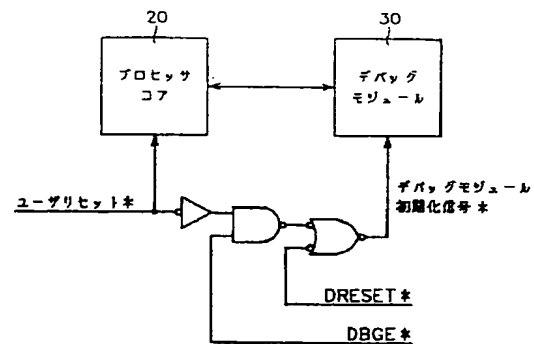 20
30
プロセッサ
コア
デバッグ
モジュール
ユーザリセット*
デバッグモジュール
初期化信号*
DRESET*
DBGE*